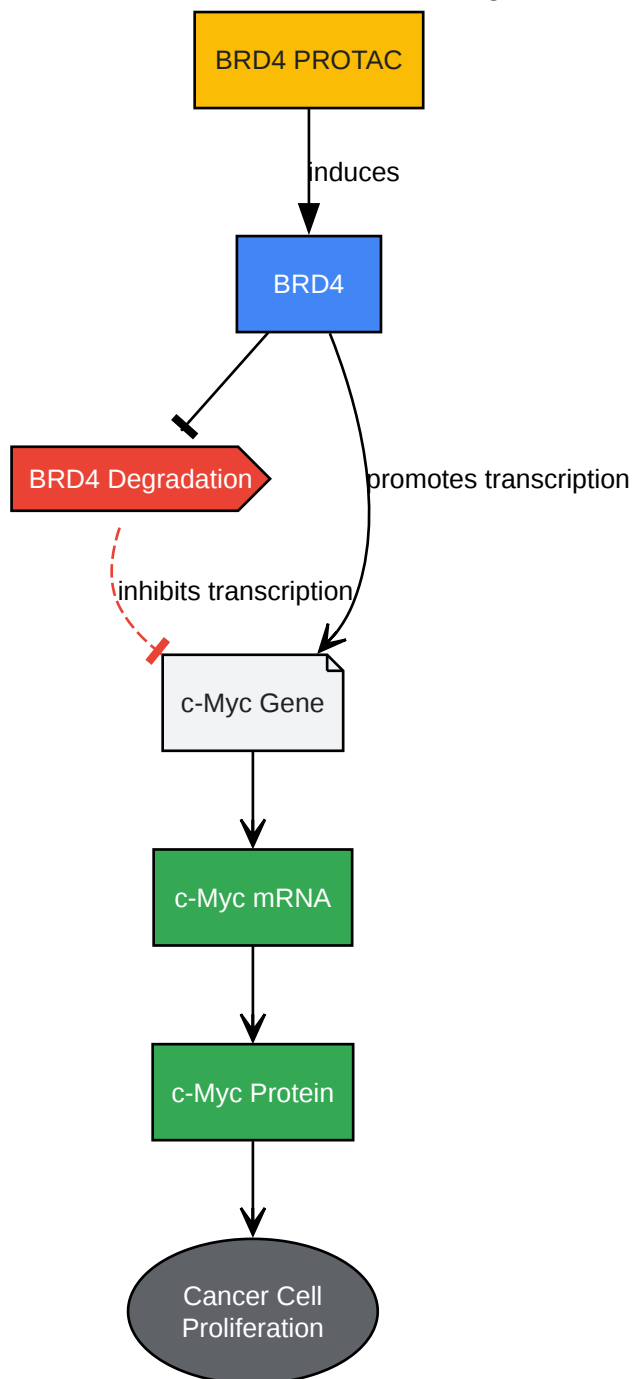 BRD4 PROTAC
induces
BRD4
BRD4 Degradation
promotes transcription
inhibits transcription
c-Myc Gene
c-Myc mRNA
c-Myc Protein
Cancer Cell
Proliferation